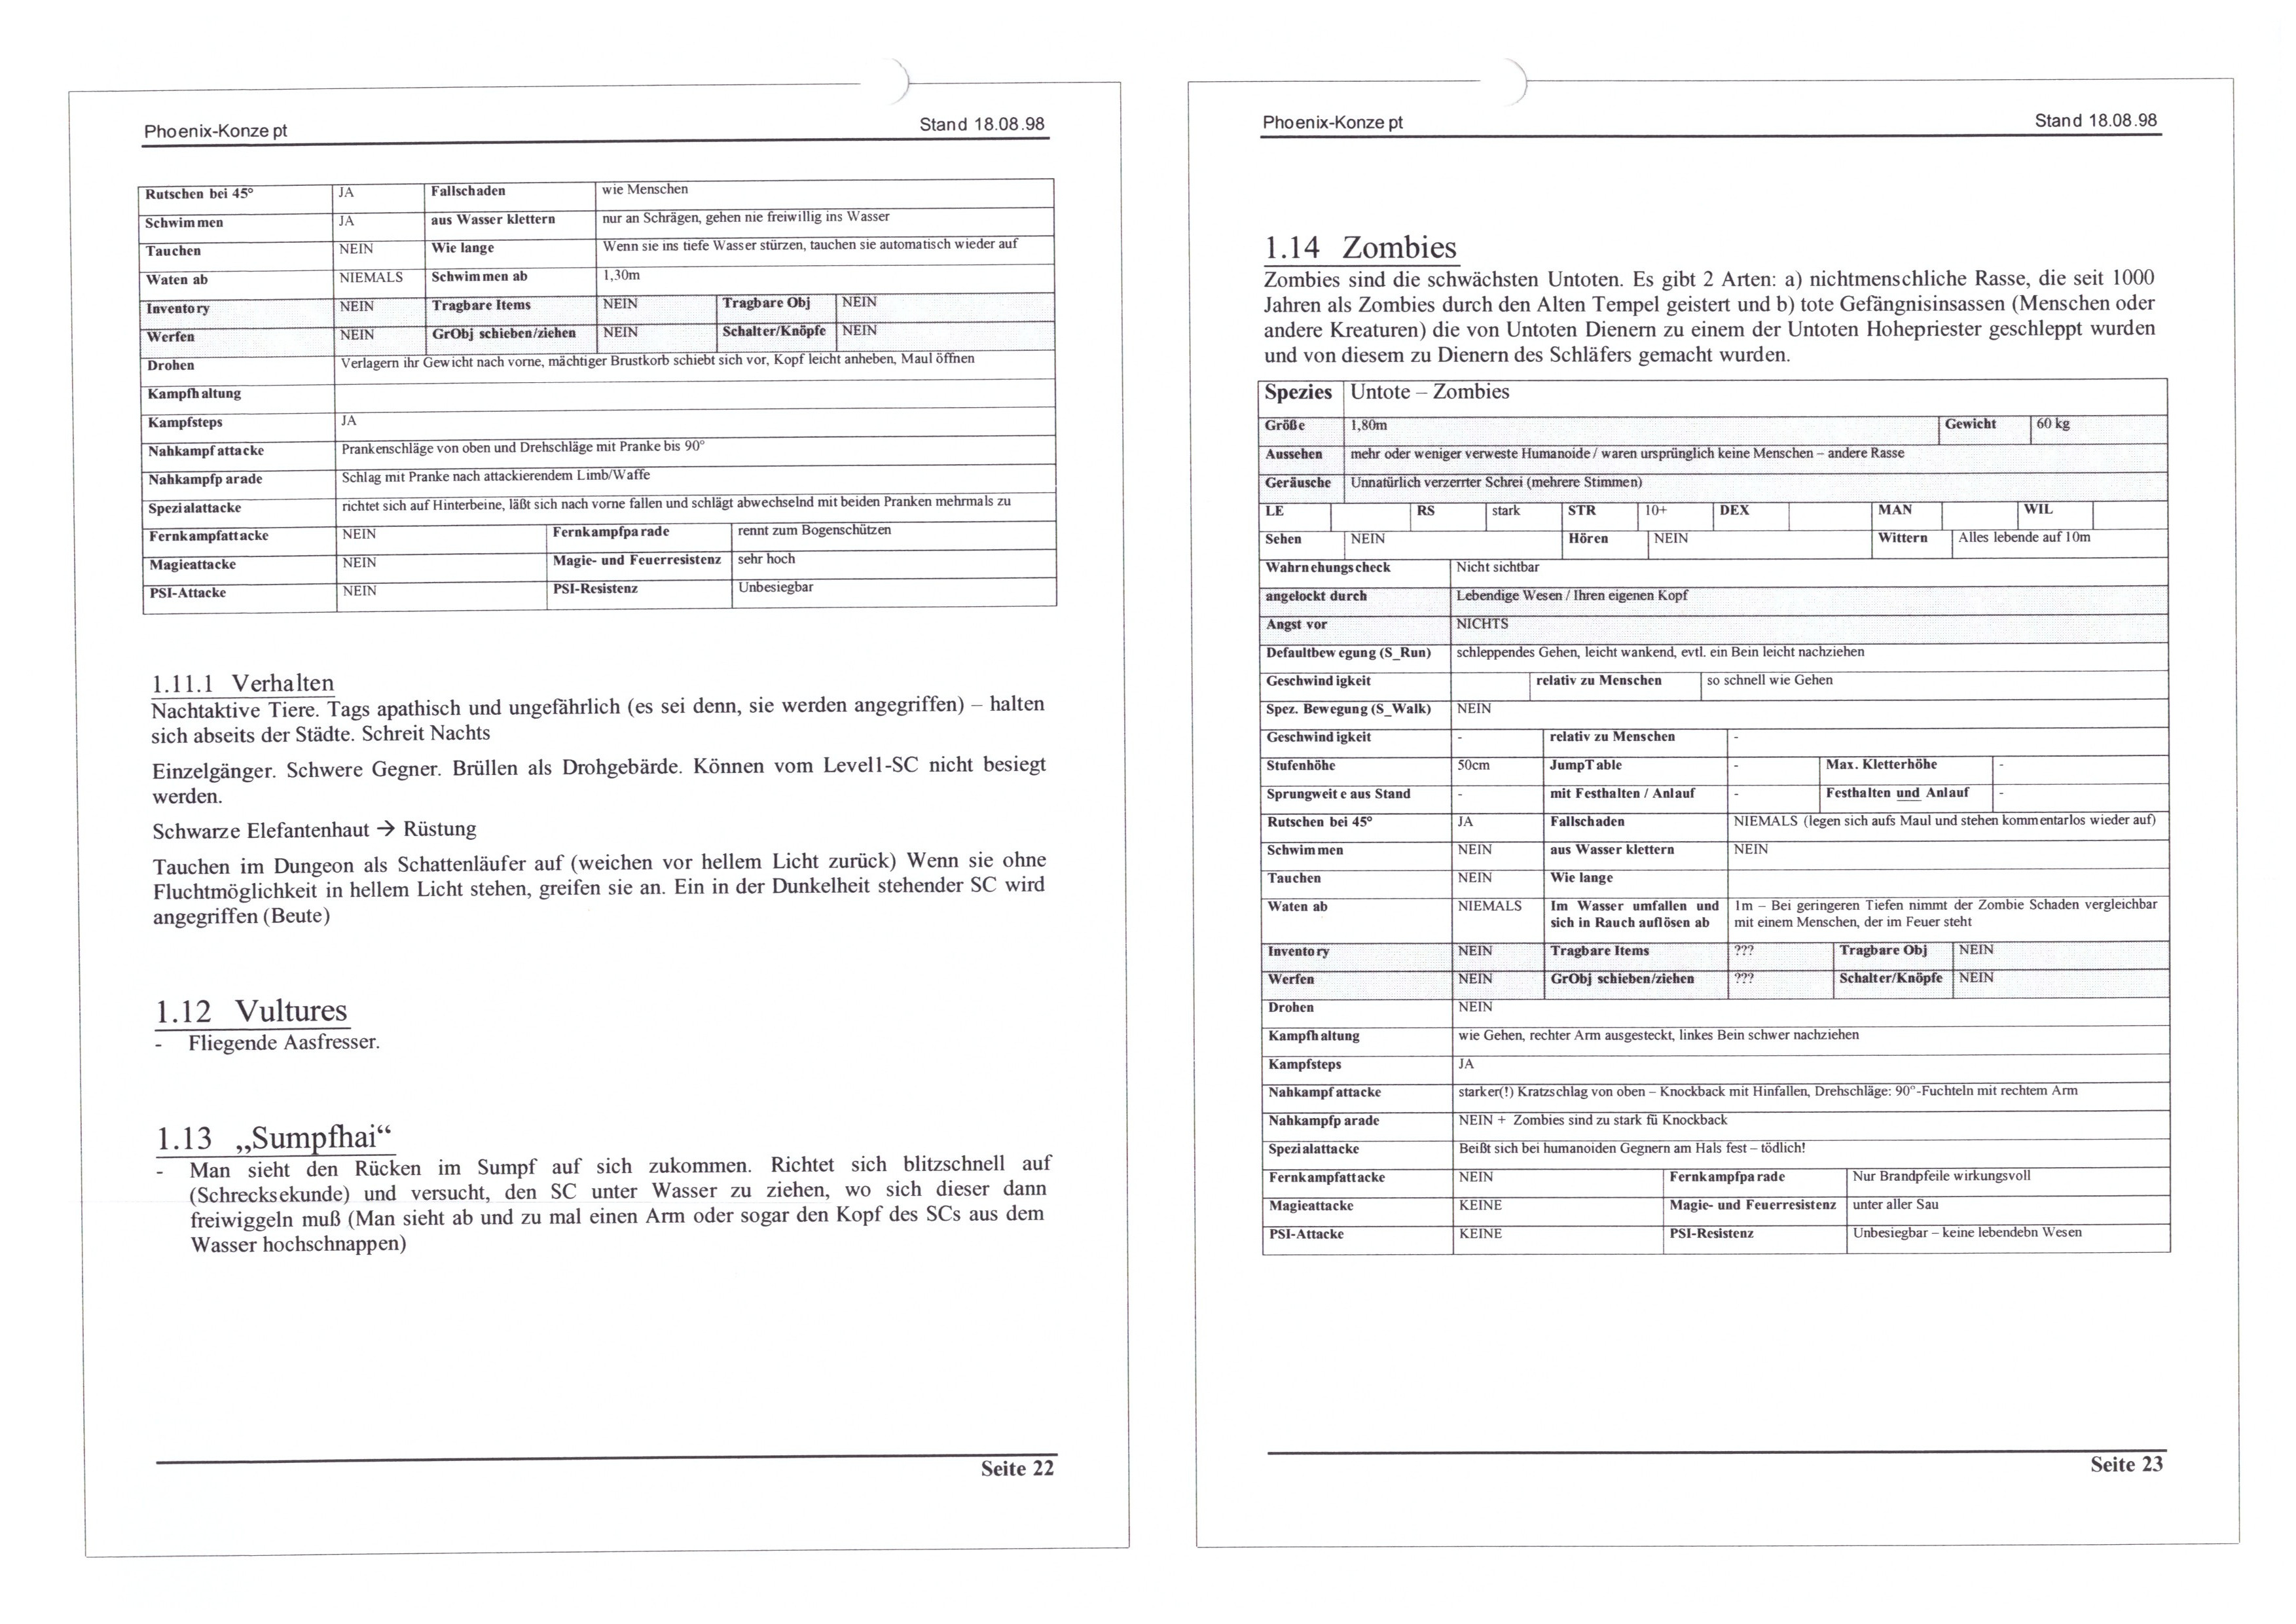 Phoenix-Konzept Stand 18.08.98
Rutschen bei 45° JA Fallschaden wie Menschen
Schwimmen JA aus Wasser klettern nur an Schrägen, gehen nie freiwillig ins Wasser
Tauchen NEIN Wie lange Wenn sie ins tiefe Wasser stürzen, tauchen sie automatisch wieder auf
Waten ab NIEMALS Schwimmen ab 1,30m
Inventory NEIN Tragbare Items NEIN Tragbare Obj NEIN
Werfen NEIN GrObj schieben/ziehen NEIN Schalter/Knöpfe NEIN
Drohen Verlagern ihr Gewicht nach vorne, mächtiger Brustkorb schiebt sich vor, Kopf leicht anheben, Maul öffnen
Kampfhaltung
Kampfsteps JA
Nahkampfattacke Prankenschläge von oben und Drehschläge mit Pranke bis 90°
Nahkampfparade Schlag mit Pranke nach attackierendem Limb/Waffe
Spezialattacke richtet sich auf Hinterbeine, läßt sich nach vorne fallen und schlägt abwechselnd mit beiden Pranken mehrmals zu
Fernkampfattacke NEIN Fernkampfparade rennt zum Bogenschützen
Magieattacke NEIN Magie- und Feuerresistenz sehr hoch
PSI-Attacke NEIN PSI-Resistenz Unbesiegbar
1.11.1 Verhalten
Nachtaktive Tiere. Tags apathisch und ungefährlich (es sei denn, sie werden angegriffen) – halten
sich abseits der Städte. Schreit Nachts
Einzelgänger. Schwere Gegner. Brüllen als Drohgebärde. Können vom Level1-SC nicht besiegt
werden.
Schwarze Elefantenhaut → Rüstung
Tauchen im Dungeon als Schattenläufer auf (weichen vor hellem Licht zurück) Wenn sie ohne
Fluchtmöglichkeit in hellem Licht stehen, greifen sie an. Ein in der Dunkelheit stehender SC wird
angegriffen (Beute)
1.12 Vultures
- Fliegende Aasfresser.
1.13 „Sumpfhai“
- Man sieht den Rücken im Sumpf auf sich zukommen. Richtet sich blitzschnell auf
(Schrecksekunde) und versucht, den SC unter Wasser zu ziehen, wo sich dieser dann
freiwiggeln muß (Man sieht ab und zu mal einen Arm oder sogar den Kopf des SCs aus dem
Wasser hochschnappen)
Seite 22
Phoenix-Konzept Stand 18.08.98
1.14 Zombies
Zombies sind die schwächsten Untoten. Es gibt 2 Arten: a) nichtmenschliche Rasse, die seit 1000
Jahren als Zombies durch den Alten Tempel geistert und b) tote Gefängnisinsassen (Menschen oder
andere Kreaturen) die von Untoten Dienern zu einem der Untoten Hohepriester geschleppt wurden
und von diesem zu Dienern des Schläfers gemacht wurden.
Spezies Untote – Zombies
Größe 1,80m Gewicht 60 kg
Aussehen mehr oder weniger verweste Humanoide / waren ursprünglich keine Menschen – andere Rasse
Geräusche Unnatürlich verzerrter Schrei (mehrere Stimmen)
LE RS stark STR 10+ DEX MAN WIL
Sehen NEIN Hören NEIN Wittern Alles lebende auf 10m
Wahrnehungscheck Nicht sichtbar
angelockt durch Lebendige Wesen / Ihren eigenen Kopf
Angst vor NICHTS
Defaultbewegung (S_Run) schleppendes Gehen, leicht wankend, evtl. ein Bein leicht nachziehen
Geschwindigkeit relativ zu Menschen so schnell wie Gehen
Spez. Bewegung (S_Walk) NEIN
Geschwindigkeit - relativ zu Menschen -
Stufenhöhe 50cm JumpTable - Max. Kletterhöhe -
Sprungweite aus Stand - mit Festhalten / Anlauf - Festhalten und Anlauf -
Rutschen bei 45° JA Fallschaden NIEMALS (legen sich aufs Maul und stehen kommentarlos wieder auf)
Schwimmen NEIN aus Wasser klettern NEIN
Tauchen NEIN Wie lange
Waten ab NIEMALS Im Wasser umfallen und 1m – Bei geringeren Tiefen nimmt der Zombie Schaden vergleichbar
sich in Rauch auflösen ab mit einem Menschen, der im Feuer steht
Inventory NEIN Tragbare Items ??? Tragbare Obj NEIN
Werfen NEIN GrObj schieben/ziehen ??? Schalter/Knöpfe NEIN
Drohen NEIN
Kampfhaltung wie Gehen, rechter Arm ausgesteckt, linkes Bein schwer nachziehen
Kampfsteps JA
Nahkampfattacke starker(!) Kratzschlag von oben – Knockback mit Hinfallen, Drehschläge: 90°-Fuchteln mit rechtem Arm
Nahkampfparade NEIN + Zombies sind zu stark fü Knockback
Spezialattacke Beißt sich bei humanoiden Gegnern am Hals fest – tödlich!
Fernkampfattacke NEIN Fernkampfparade Nur Brandpfeile wirkungsvoll
Magieattacke KEINE Magie- und Feuerresistenz unter aller Sau
PSI-Attacke KEINE PSI-Resistenz Unbesiegbar – keine lebendebn Wesen
Seite 23